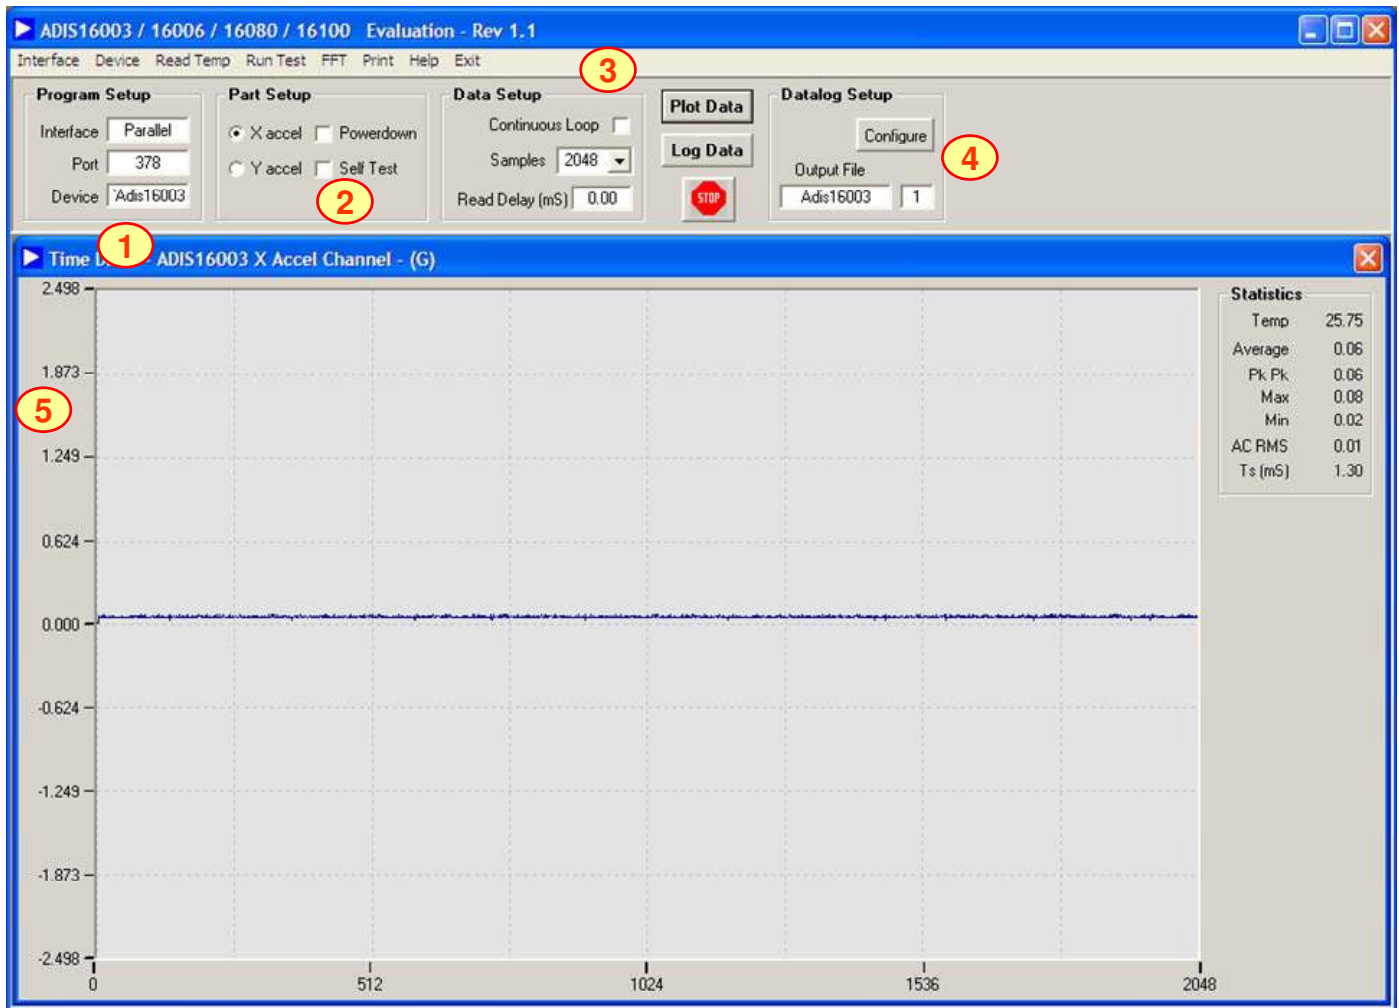 ADIS16003 / 16006 / 16080 / 16100 Evaluation - Rev 1.1
Interface Device Read Temp Run Test FFT Print Help Exit
3
Program Setup
Interface Parallel
Port 378
Device 'Adis16003
1
Part Setup
X accel Powerdown
Y accel Self Test
2
Data Setup
Continuous Loop
Samples 2048
Read Delay (mS) 0.00
Plot Data
Log Data
STOP
Datalog Setup
Configure
4
Output File
Adis16003 1
Time - ADIS16003 X Accel Channel - (G)
2.498
1.873
5
1.249
0.624
0.000
-0.624
-1.249
-1.873
-2.498
0 512 1024 1536 2048
Statistics
Temp 25.75
Average 0.06
Pk Pk 0.06
Max 0.08
Min 0.02
AC RMS 0.01
Ts (mS) 1.30